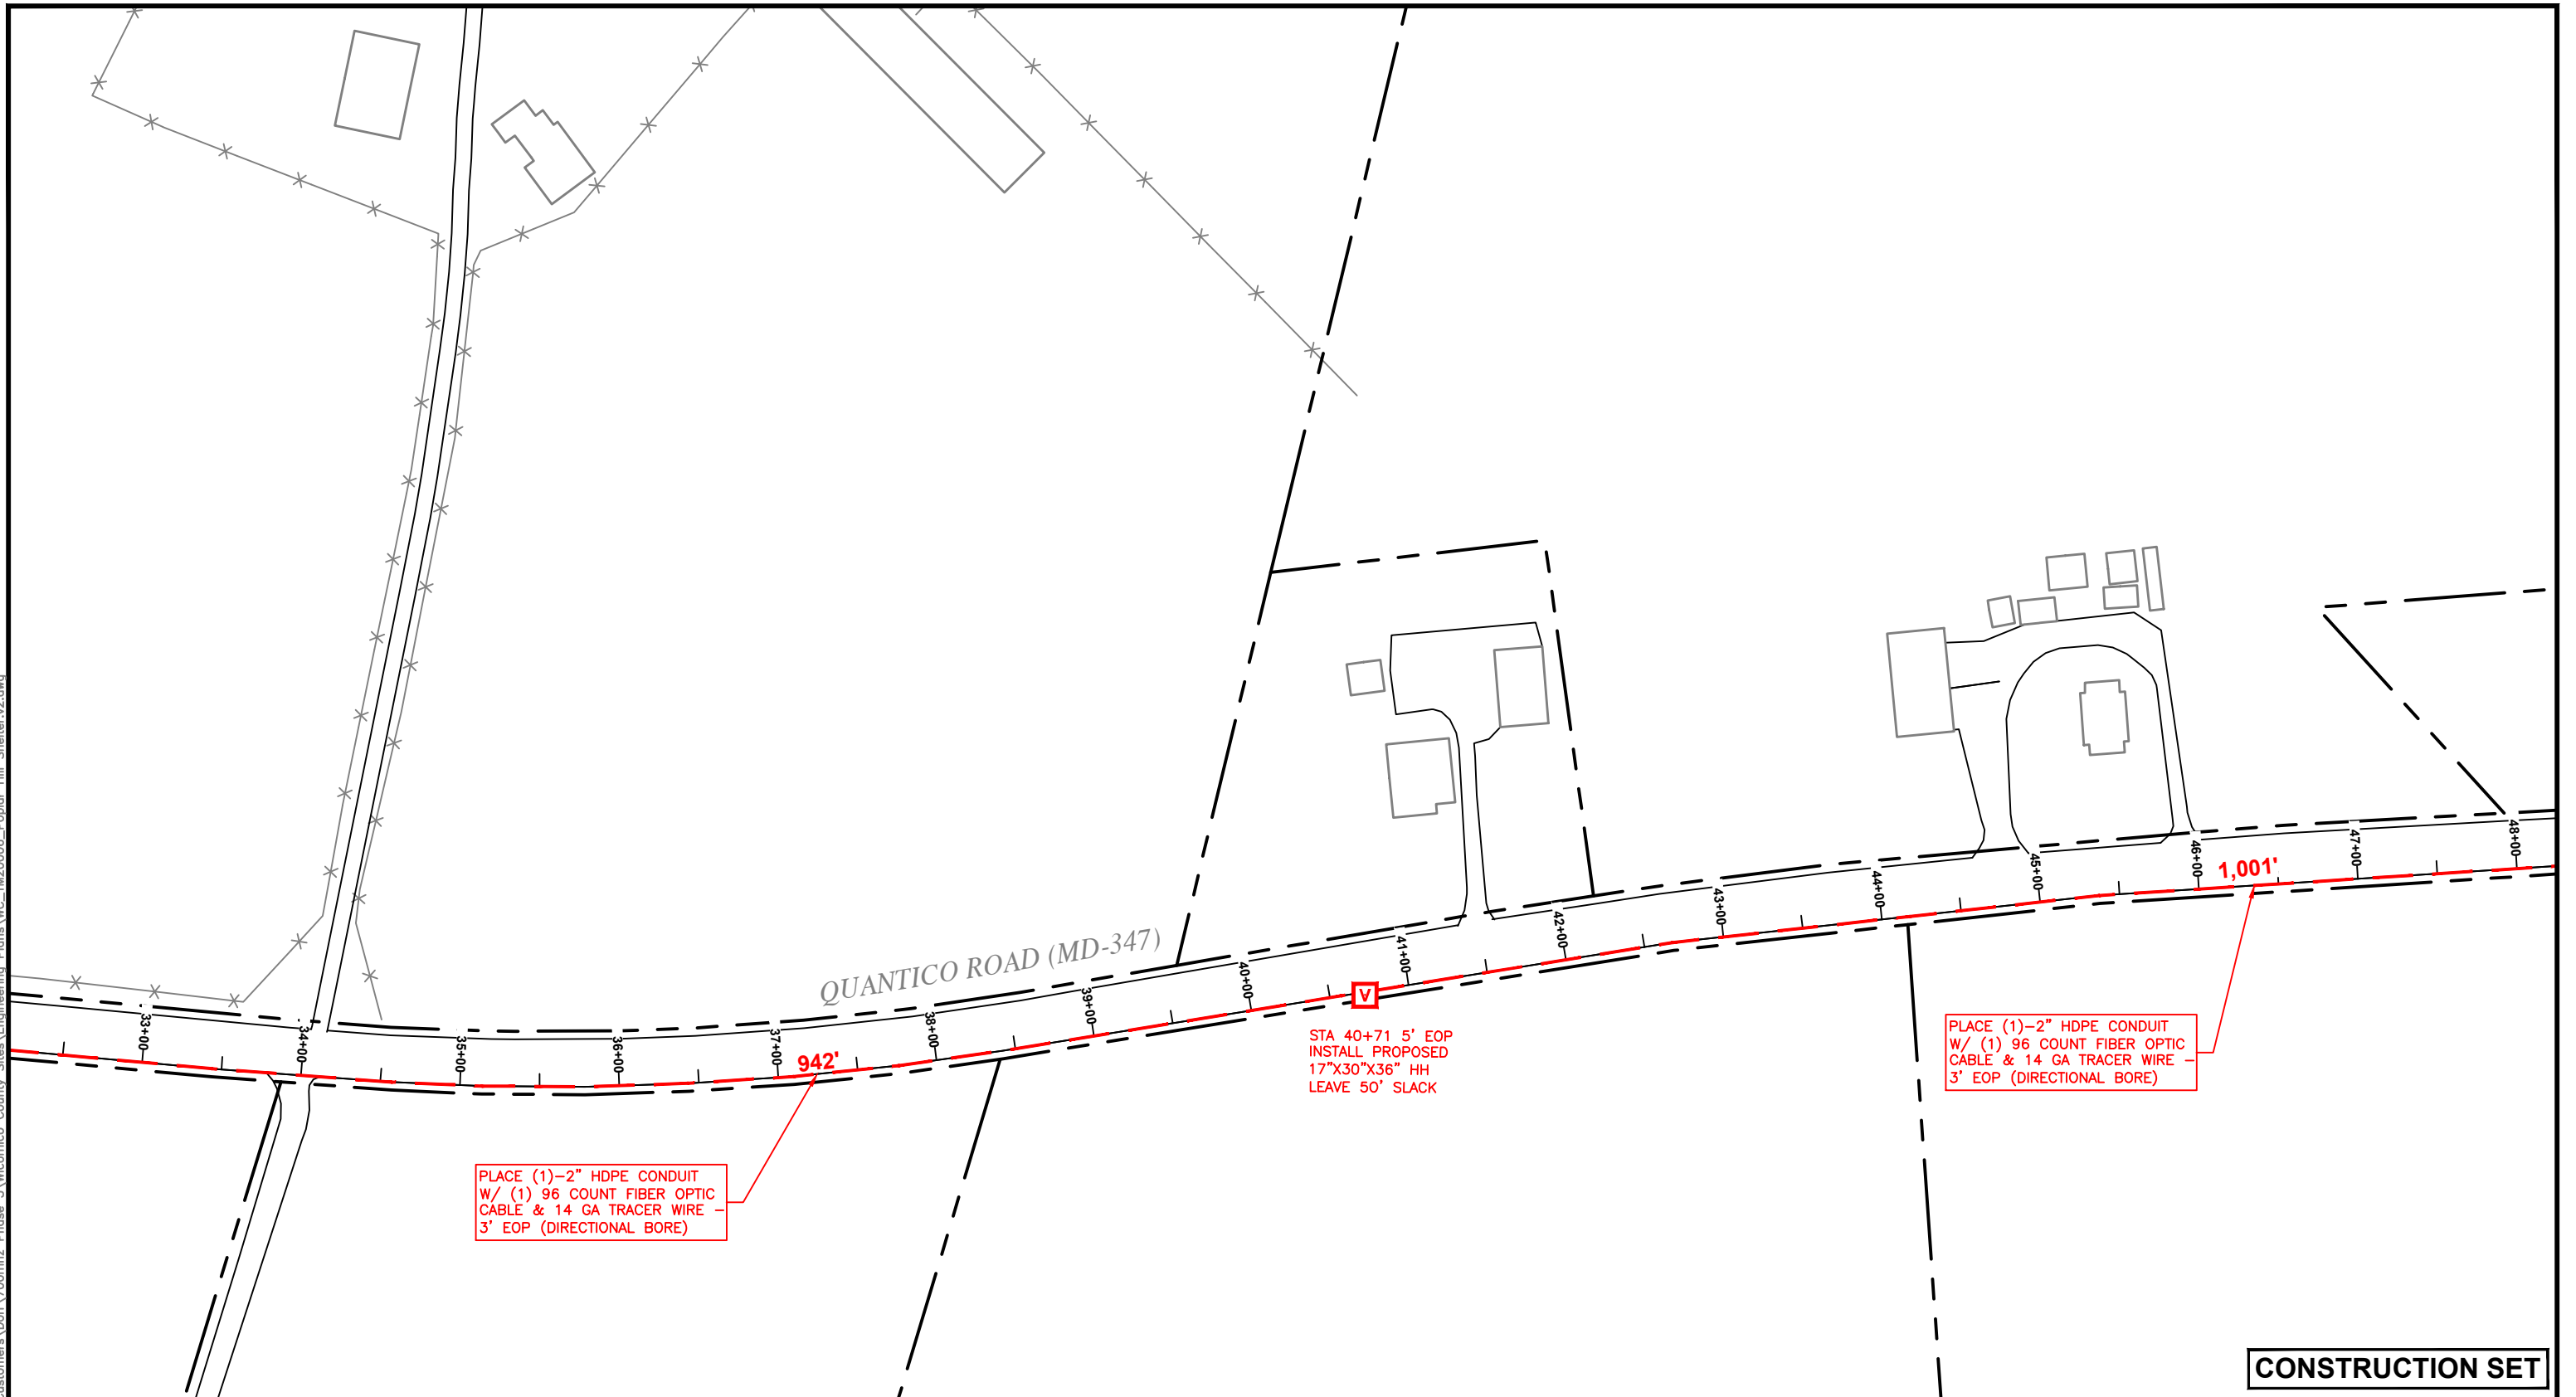 QUANTICO ROAD (MD-347)
33+00
34+00
35+00
36+00
37+00
38+00
39+00
40+00
41+00
42+00
43+00
44+00
45+00
46+00
47+00
48+00
942'
1,001'
V
STA 40+71 5' EOP
INSTALL PROPOSED
17"X30"X36" HH
LEAVE 50' SLACK
PLACE (1)-2" HDPE CONDUIT
W/ (1) 96 COUNT FIBER OPTIC
CABLE & 14 GA TRACER WIRE -
3' EOP (DIRECTIONAL BORE)
PLACE (1)-2" HDPE CONDUIT
W/ (1) 96 COUNT FIBER OPTIC
CABLE & 14 GA TRACER WIRE -
3' EOP (DIRECTIONAL BORE)
CONSTRUCTION SET